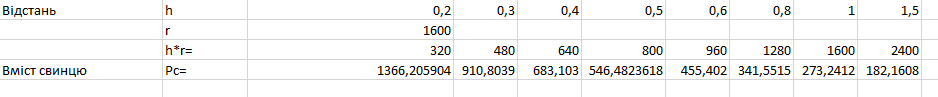 Відстань h 0,2 0,3 0,4 0,5 0,6 0,8 1 1,5
r 1600
h*r= 320 480 640 800 960 1280 1600 2400
Вміст свинцю Рс= 1366,205904 910,8039 683,103 546,4823618 455,402 341,5515 273,2412 182,1608